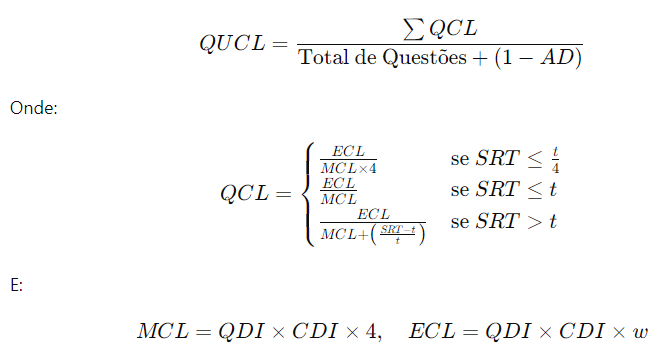 QUCL = \frac{\sum QCL}{\text{Total de Questões} + (1 - AD)}
Onde:
QCL = \begin{cases} \frac{ECL}{MCL \times 4} & \text{se } SRT \leq \frac{t}{4} \\ \frac{ECL}{MCL} & \text{se } SRT \leq t \\ \frac{ECL}{MCL + \left(\frac{SRT - t}{t}\right)} & \text{se } SRT > t \end{cases}
E:
MCL = QDI \times CDI \times 4, \quad ECL = QDI \times CDI \times w